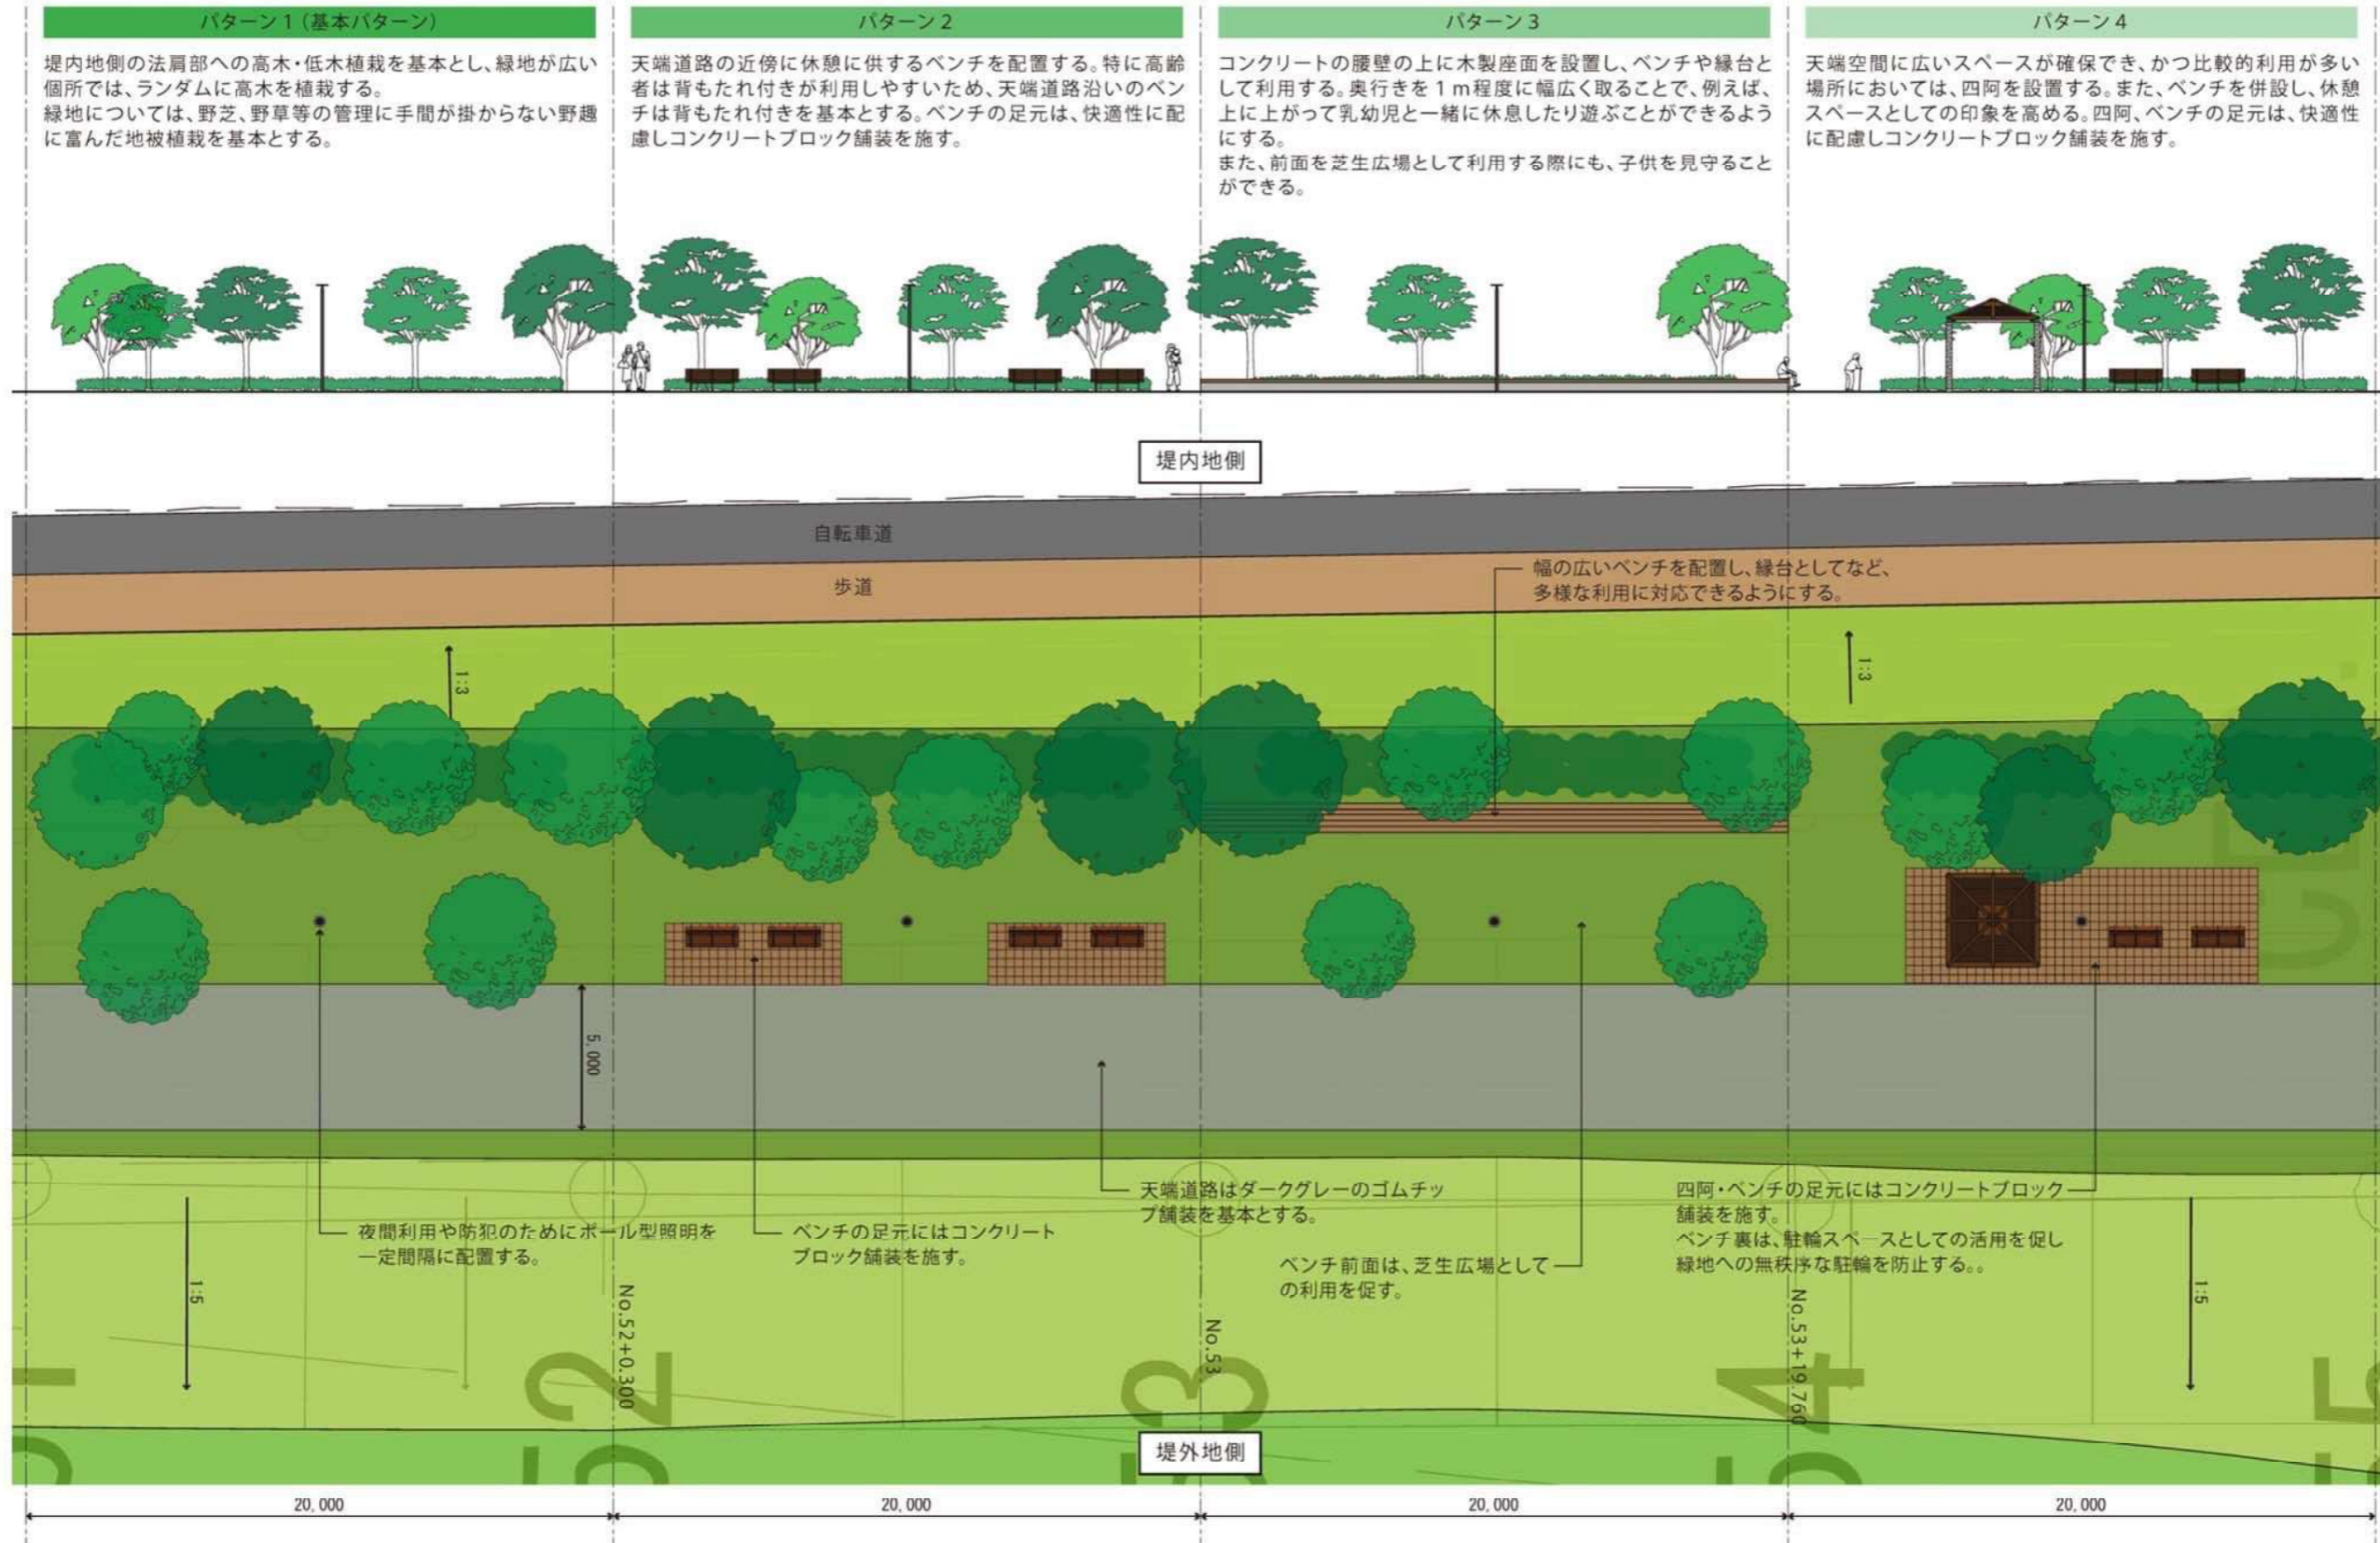 パターン1（基本パターン）
堤内地側の法肩部への高木・低木植栽を基本とし、緑地が広い
個所では、ランダムに高木を植栽する。
緑地については、野芝、野草等の管理に手間が掛からない野趣
に富んだ地被植栽を基本とする。
パターン2
天端道路の近傍に休憩に供するベンチを配置する。特に高齢
者は背もたれ付きが利用しやすいため、天端道路沿いのベン
チは背もたれ付きを基本とする。ベンチの足元は、快適性に配
慮しコンクリートブロック舗装を施す。
パターン3
コンクリートの腰壁の上に木製座面を設置し、ベンチや縁台と
して利用する。奥行きを1m程度に幅広く取ることで、例えば、
上に上がって乳幼児と一緒に休息したり遊ぶことができるよう
にする。
また、前面を芝生広場として利用する際にも、子供を見守ること
ができる。
パターン4
天端空間に広いスペースが確保でき、かつ比較的利用が多い
場所においては、四阿を設置する。また、ベンチを併設し、休憩
スペースとしての印象を高める。四阿、ベンチの足元は、快適性
に配慮しコンクリートブロック舗装を施す。
堤内地側
自転車道
歩道
幅の広いベンチを配置し、縁台としてなど、
多様な利用に対応できるようにする。
1:3
1:3
5,000
夜間利用や防犯のためにポール型照明を
一定間隔に配置する。
ベンチの足元にはコンクリート
ブロック舗装を施す。
天端道路はダークグレーのゴムチッ
プ舗装を基本とする。
ベンチ前面は、芝生広場として
の利用を促す。
四阿・ベンチの足元にはコンクリートブロック
舗装を施す。
ベンチ裏は、駐輪スペースとしての活用を促し
緑地への無秩序な駐輪を防止する。。
1:5
1:5
No.52+0.300
No.53
No.53+19.760
52
53
54
堤外地側
20,000
20,000
20,000
20,000